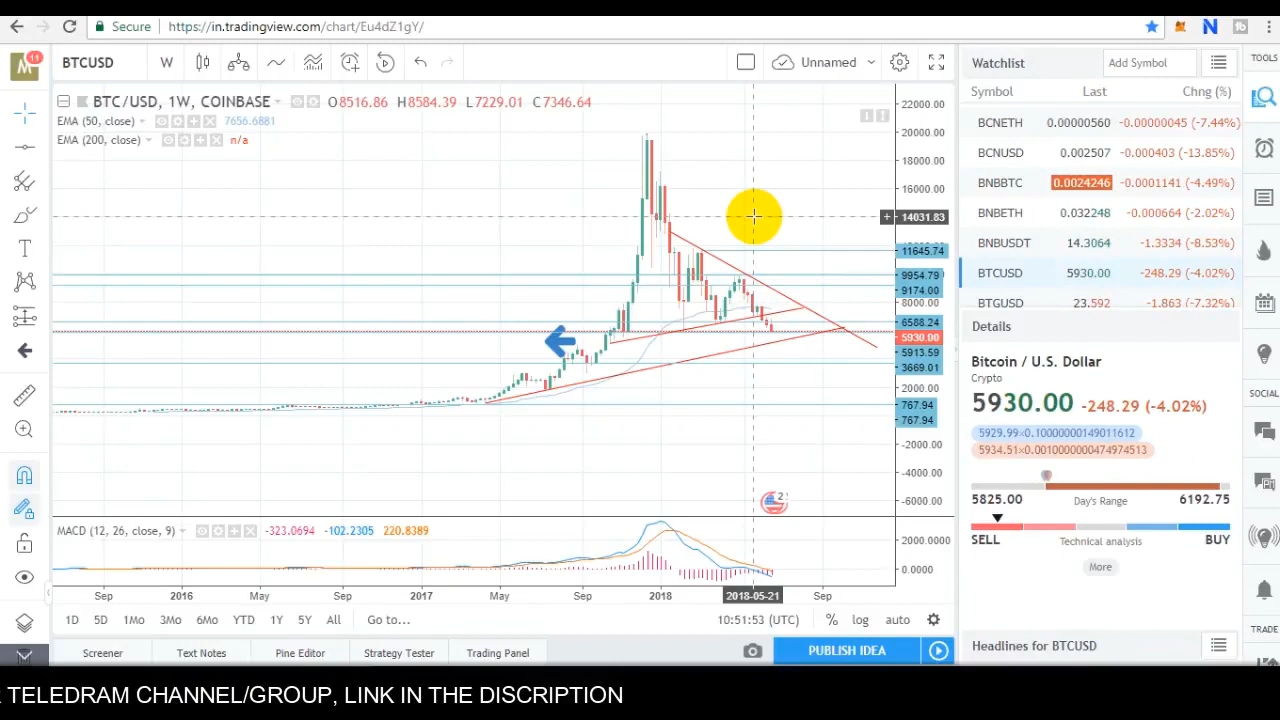 Secure https://in.tradingview.com/chart/Eu4dZ1gY/
M 11 BTCUSD W Unnamed
BTC/USD, 1W, COINBASE O8516.86 H8584.39 L7229.01 C7346.64
EMA (50, close) 7656.6881
EMA (200, close) n/a
22000.00
20000.00
18000.00
16000.00
14031.83
11645.74
9954.79
9174.00
8000.00
6588.24
5930.00
5913.59
3669.01
2000.00
767.94
767.94
-2000.00
-4000.00
-6000.00
MACD (12, 26, close, 9) -323.0694 -102.2305 220.8389
2000.0000
0.0000
Sep 2016 May Sep 2017 May Sep 2018 2018-05-21 Sep
1D 5D 1Mo 3Mo 6Mo YTD 1Y 5Y All Go to... 10:51:53 (UTC) % log auto
Screener Text Notes Pine Editor Strategy Tester Trading Panel PUBLISH IDEA
Watchlist Add Symbol
Symbol Last Chng (%)
BCNETH 0.00000560 -0.00000045 (-7.44%)
BCNUSD 0.002507 -0.000403 (-13.85%)
BNBBTC 0.0024246 -0.0001141 (-4.49%)
BNBETH 0.032248 -0.000664 (-2.02%)
BNBUSDT 14.3064 -1.3334 (-8.53%)
BTCUSD 5930.00 -248.29 (-4.02%)
BTGUSD 23.592 -1.863 (-7.32%)
Details
Bitcoin / U.S. Dollar
Crypto
5930.00 -248.29 (-4.02%)
5929.99×0.10000000149011612
5934.51×0.0010000000474974513
5825.00 Day's Range 6192.75
SELL Technical analysis BUY
More
Headlines for BTCUSD
TOOLS
SOCIAL
TRADE
TELEDRAM CHANNEL/GROUP, LINK IN THE DISCRIPTION